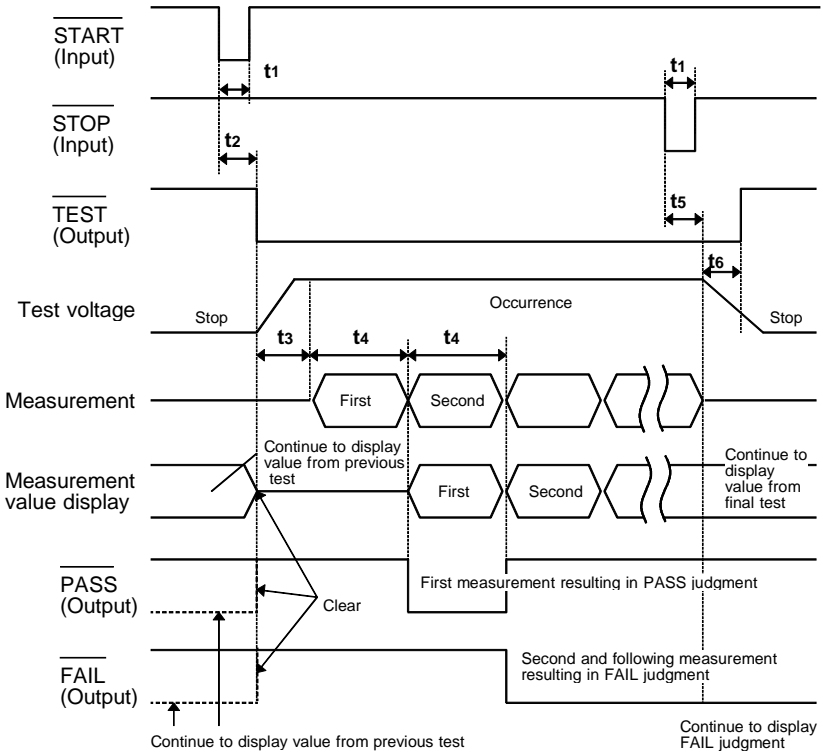 START
(Input)
t1
t1
STOP
(Input)
t2
TEST
(Output)
t5
t6
Test voltage
Stop
Occurrence
Stop
t3
t4
t4
Measurement
First
Second
Measurement
value display
Continue to display
value from previous
test
First
Second
Continue to
display
value from
final test
PASS
(Output)
Clear
First measurement resulting in PASS judgment
FAIL
(Output)
Second and following measurement
resulting in FAIL judgment
Continue to display value from previous test
Continue to display
FAIL judgment